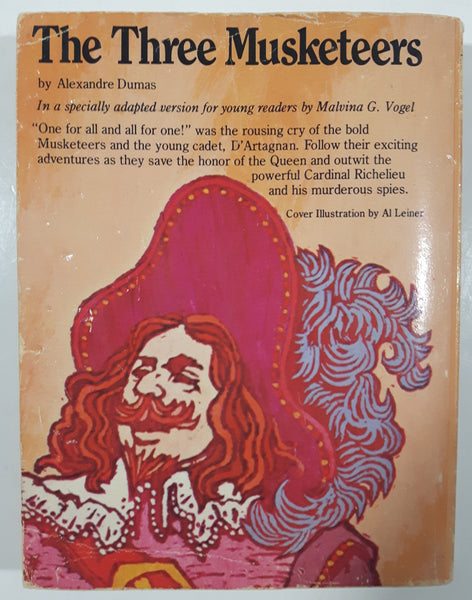 The Three Musketeers
by Alexandre Dumas
In a specially adapted version for young readers by Malvina G. Vogel
“One for all and all for one!” was the rousing cry of the bold
Musketeers and the young cadet, D’Artagnan. Follow their exciting
adventures as they save the honor of the Queen and outwit the
powerful Cardinal Richelieu
and his murderous spies.
Cover Illustration by Al Leiner